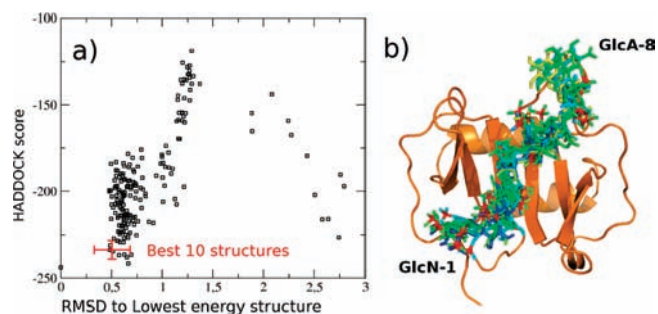 a)
b)
-100
-150
-200
-250
HADDOCK score
Best 10 structures
0
0,5
1
1,5
2
2,5
3
RMSD to Lowest energy structure
GlcA-8
GlcN-1